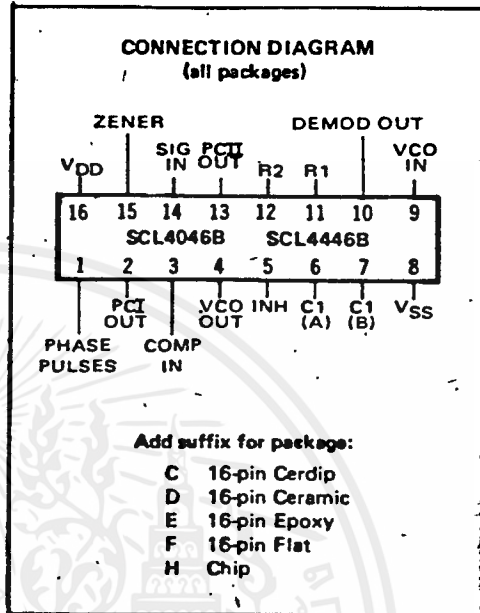 CONNECTION DIAGRAM
(all packages)
ZENER DEMOD OUT
VDD SIG IN PCII OUT R2 R1 VCO IN
16 15 14 13 12 11 10 9
SCL4046B SCL4446B
1 2 3 4 5 6 7 8
PCI OUT VCO OUT INH C1 (A) C1 (B) VSS
PHASE PULSES COMP IN
Add suffix for package:
C 16-pin Cerdip
D 16-pin Ceramic
E 16-pin Epoxy
F 16-pin Flat
H Chip